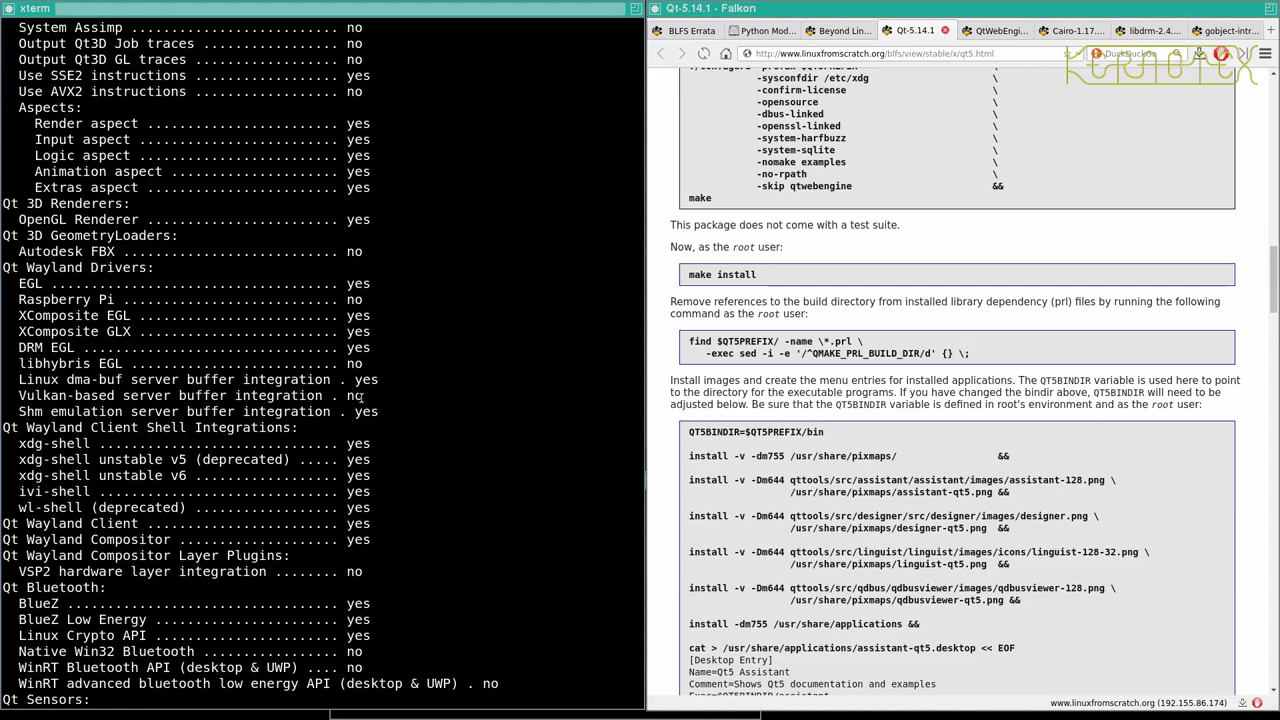 xterm
System Assimp ........................... no
Output Qt3D Job traces .................. no
Output Qt3D GL traces ................... no
Use SSE2 instructions ................... yes
Use AVX2 instructions ................... no
Aspects:
Render aspect ......................... yes
Input aspect .......................... yes
Logic aspect .......................... yes
Animation aspect ...................... yes
Extras aspect ......................... yes
Qt 3D Renderers:
OpenGL Renderer ......................... yes
Qt 3D GeometryLoaders:
Autodesk FBX ............................ no
Qt Wayland Drivers:
EGL ..................................... yes
Raspberry Pi ............................ no
XComposite EGL .......................... yes
XComposite GLX .......................... yes
DRM EGL ................................. yes
libhybris EGL ........................... no
Linux dma-buf server buffer integration . yes
Vulkan-based server buffer integration . no
Shm emulation server buffer integration . yes
Qt Wayland Client Shell Integrations:
xdg-shell ............................... yes
xdg-shell unstable v5 (deprecated) ..... yes
xdg-shell unstable v6 .................. yes
ivi-shell ............................... yes
wl-shell (deprecated) ................... yes
Qt Wayland Client ........................ yes
Qt Wayland Compositor .................... yes
Qt Wayland Compositor Layer Plugins:
VSP2 hardware layer integration ........ no
Qt Bluetooth:
BlueZ ................................... yes
BlueZ Low Energy ........................ yes
Linux Crypto API ........................ yes
Native Win32 Bluetooth .................. no
WinRT Bluetooth API (desktop & UWP) .... no
WinRT advanced bluetooth low energy API (desktop & UWP) . no
Qt Sensors:
Qt-5.14.1 - Falkon
BLFS Errata
Python Mod...
Beyond Lin...
Qt-5.14.1
QtWebEngi...
Cairo-1.17....
libdrm-2.4....
gobject-intr...
http://www.linuxfromscratch.org/blfs/view/stable/x/qt5.html
DuckDuckGo
-sysconfdir /etc/xdg \
-confirm-license \
-opensource \
-dbus-linked \
-openssl-linked \
-system-harfbuzz \
-system-sqlite \
-nomake examples \
-no-rpath \
-skip qtwebengine &&
make
This package does not come with a test suite.
Now, as the root user:
make install
Remove references to the build directory from installed library dependency (prl) files by running the following
command as the root user:
find $QT5PREFIX/ -name \*.prl \
-exec sed -i -e '/^QMAKE_PRL_BUILD_DIR/d' {} \;
Install images and create the menu entries for installed applications. The QT5BINDIR variable is used here to point
to the directory for the executable programs. If you have changed the bindir above, QT5BINDIR will need to be
adjusted below. Be sure that the QT5BINDIR variable is defined in root's environment and as the root user:
QT5BINDIR=$QT5PREFIX/bin
install -v -dm755 /usr/share/pixmaps/ &&
install -v -Dm644 qttools/src/assistant/assistant/images/assistant-128.png \
/usr/share/pixmaps/assistant-qt5.png &&
install -v -Dm644 qttools/src/designer/src/designer/images/designer.png \
/usr/share/pixmaps/designer-qt5.png &&
install -v -Dm644 qttools/src/linguist/linguist/images/icons/linguist-128-32.png \
/usr/share/pixmaps/linguist-qt5.png &&
install -v -Dm644 qttools/src/qdbus/qdbusviewer/images/qdbusviewer-128.png \
/usr/share/pixmaps/qdbusviewer-qt5.png &&
install -dm755 /usr/share/applications &&
cat > /usr/share/applications/assistant-qt5.desktop << EOF
[Desktop Entry]
Name=Qt5 Assistant
Comment=Shows Qt5 documentation and examples
www.linuxfromscratch.org (192.155.86.174)